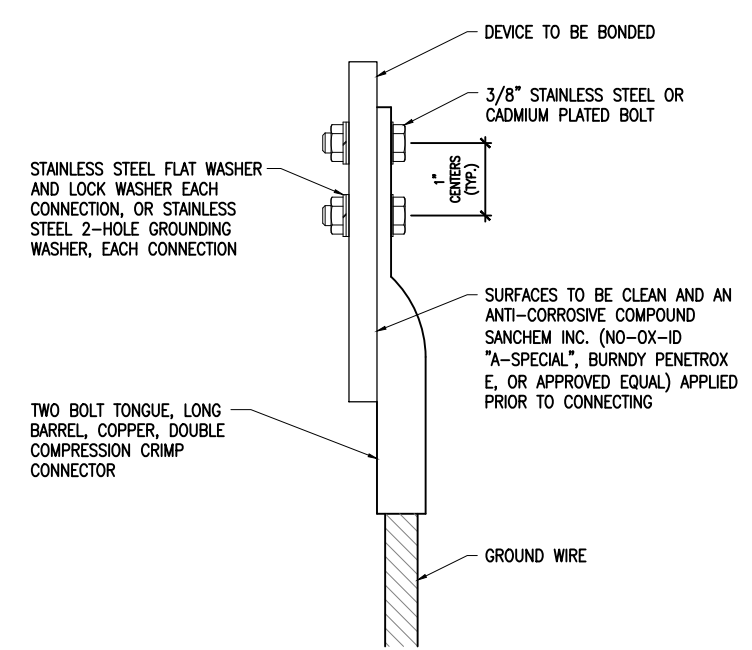 DEVICE TO BE BONDED
3/8" STAINLESS STEEL OR
CADMIUM PLATED BOLT
1"
CENTERS
(TYP.)
STAINLESS STEEL FLAT WASHER
AND LOCK WASHER EACH
CONNECTION, OR STAINLESS
STEEL 2-HOLE GROUNDING
WASHER, EACH CONNECTION
SURFACES TO BE CLEAN AND AN
ANTI-CORROSIVE COMPOUND
SANCHEM INC. (NO-OX-ID
"A-SPECIAL", BURNDY PENETROX
E, OR APPROVED EQUAL) APPLIED
PRIOR TO CONNECTING
TWO BOLT TONGUE, LONG
BARREL, COPPER, DOUBLE
COMPRESSION CRIMP
CONNECTOR
GROUND WIRE